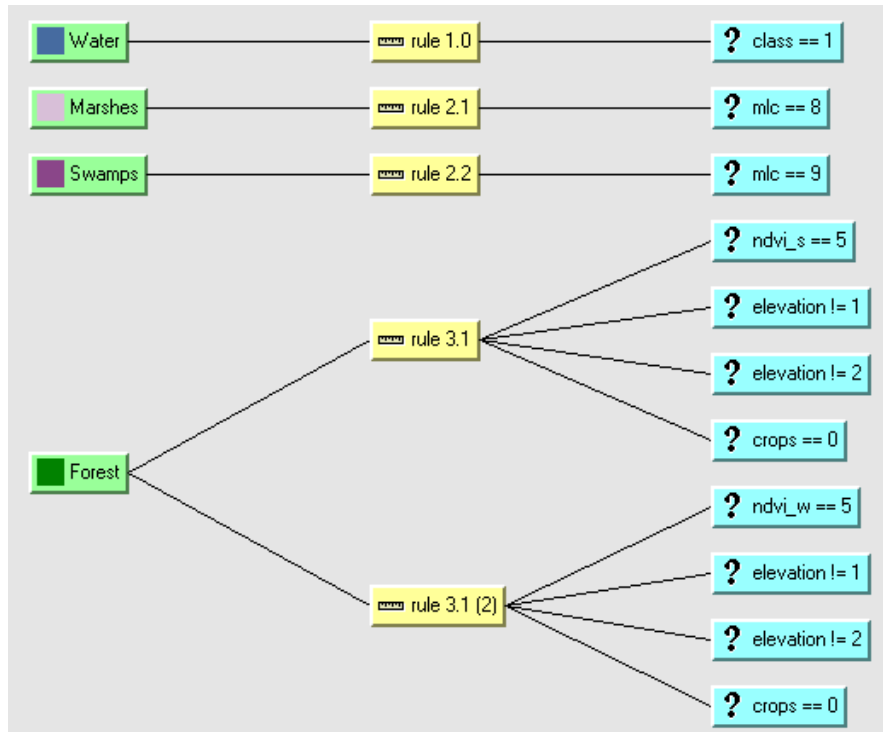 Water rule 1.0 ? class == 1
Marshes rule 2.1 ? mlc == 8
Swamps rule 2.2 ? mlc == 9
? ndvi_s == 5
? elevation != 1
rule 3.1
? elevation != 2
? crops == 0
Forest
? ndvi_w == 5
? elevation != 1
rule 3.1 (2)
? elevation != 2
? crops == 0